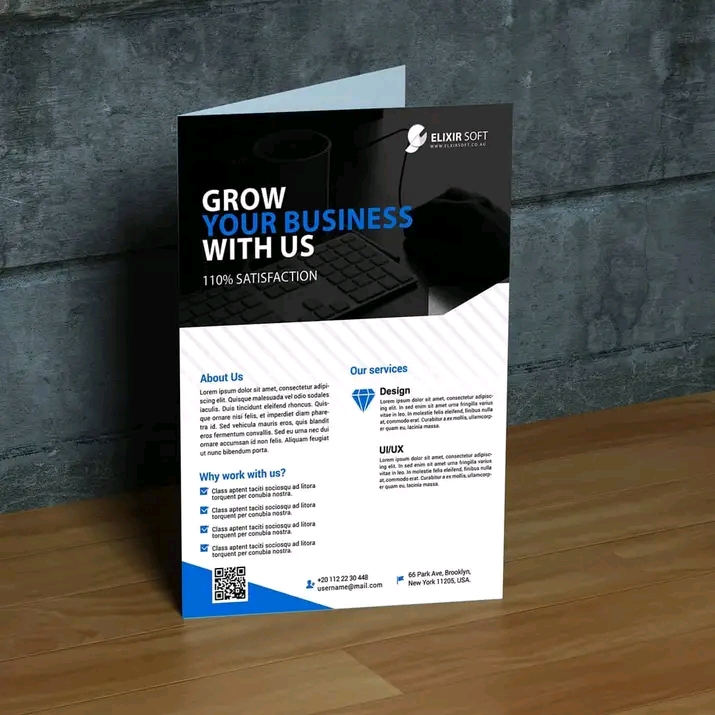 ELIXIR SOFT
WWW.ELXIRSOFT.CO.AU
GROW
YOUR BUSINESS
WITH US
110% SATISFACTION
About Us
Lorem ipsum dolor sit amet, consectetur adipi-
scing elit. Quisque malesuada vel odio sodales
iaculis. Duis tincidunt eleifend rhoncus. Quis-
que ornare nisi felis, et imperdiet diam phare-
tra id. Sed vehicula mauris eros, quis blandit
eros fermentum convallis. Sed eu urna nec dui
ornare accumsan id non felis. Aliquam feugiat
ut nunc bibendum porta.
Why work with us?
Class aptent taciti sociosqu ad litora
torquent per conubia nostra.
Class aptent taciti sociosqu ad litora
torquent per conubia nostra.
Class aptent taciti sociosqu ad litora
torquent per conubia nostra.
Class aptent taciti sociosqu ad litora
torquent per conubia nostra.
Our services
Design
Lorem ipsum dolor sit amet, consectetur adipisc-
ing elit. In sed enim sit amet urna fringilla varius
vitae. In molestie felis eleifend, finibus nulla
at, commodo erat. Curabitur a ex mollis, ullamcorp-
er quam eu, lacinia massa.
UI/UX
Lorem ipsum dolor sit amet, consectetur adipisc-
ing elit. In sed enim sit amet urna fringilla varius
vitae. In molestie felis eleifend, finibus nulla
at, commodo erat. Curabitur a ex mollis, ullamcorp-
er quam eu, massa.
+20 112 22 30 448
username@mail.com
66 Park Ave, Brooklyn,
New York 11205, USA.